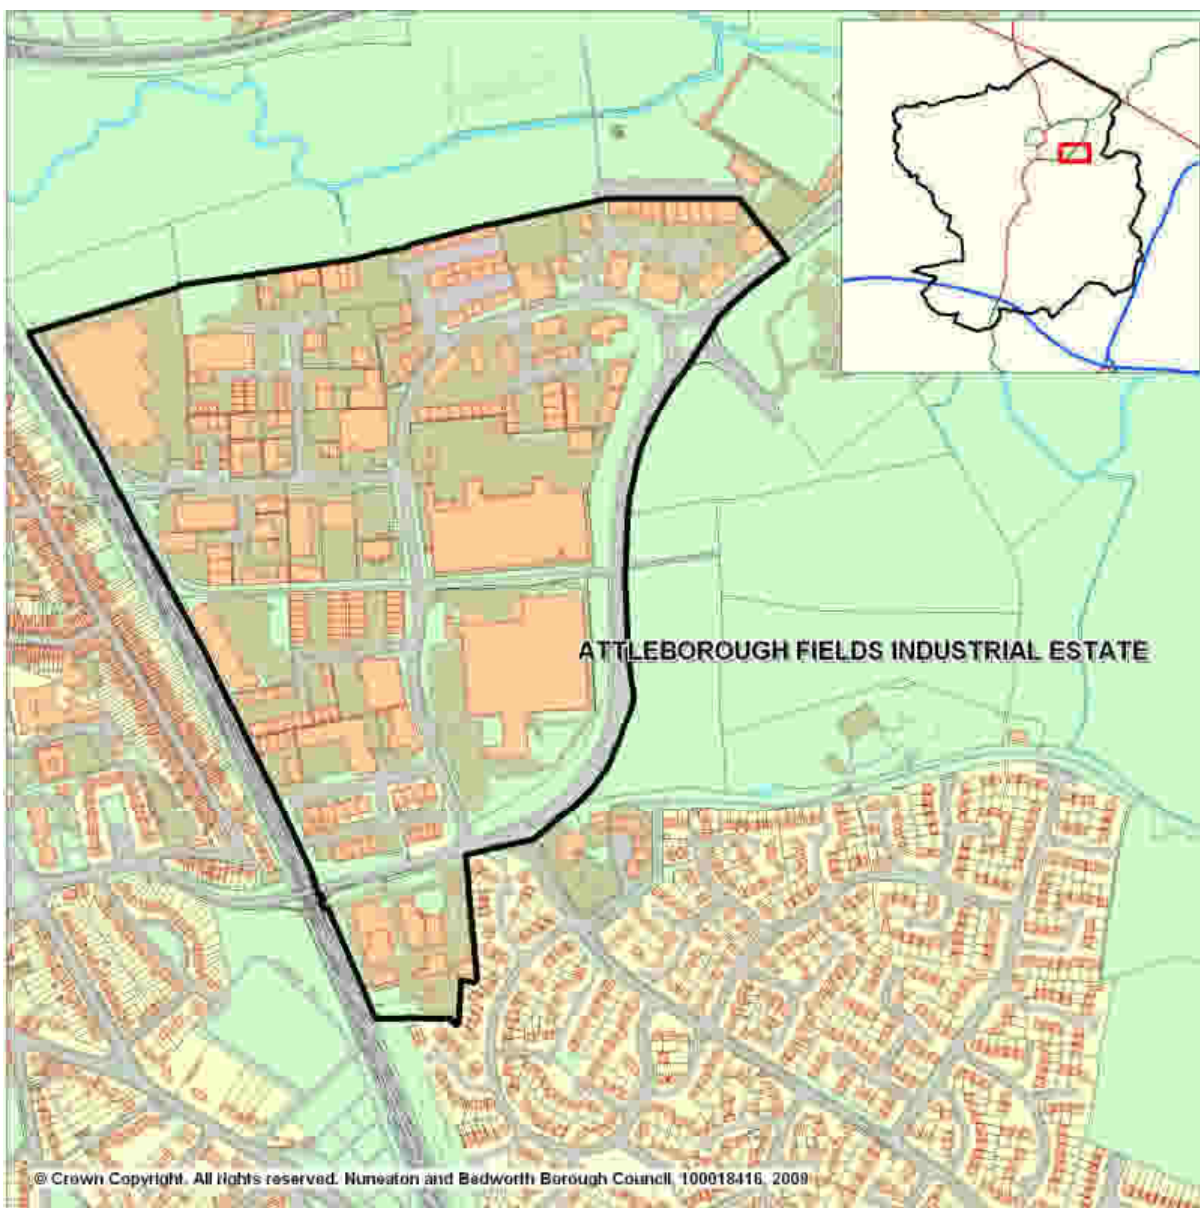 ATTLEBOROUGH FIELDS INDUSTRIAL ESTATE
© Crown Copyright. All rights reserved. Nuneaton and Bedworth Borough Council. 100018416. 2009